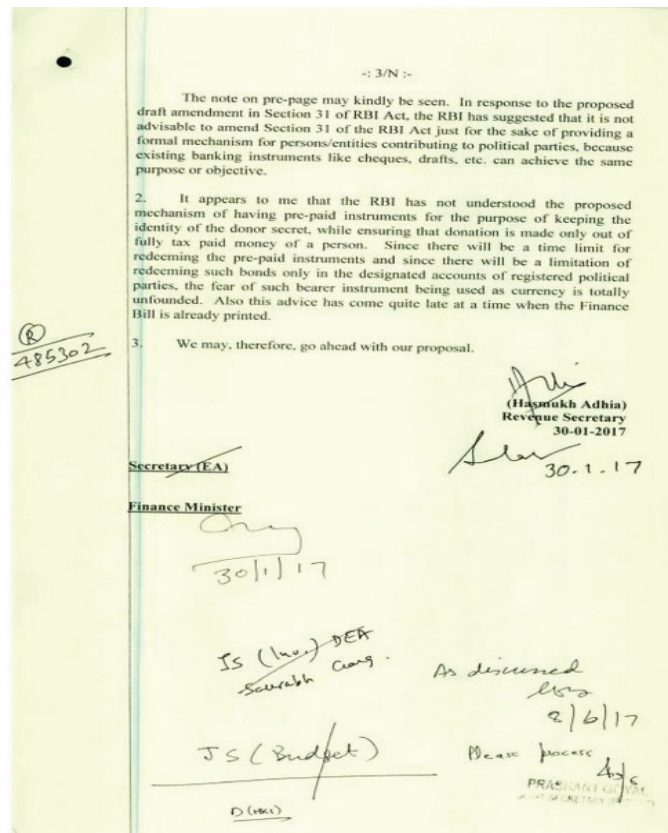 -: 3/N :-
The note on pre-page may kindly be seen. In response to the proposed
draft amendment in Section 31 of RBI Act, the RBI has suggested that it is not
advisable to amend Section 31 of the RBI Act just for the sake of providing a
formal mechanism for persons/entities contributing to political parties, because
existing banking instruments like cheques, drafts, etc. can achieve the same
purpose or objective.
2. It appears to me that the RBI has not understood the proposed
mechanism of having pre-paid instruments for the purpose of keeping the
identity of the donor secret, while ensuring that donation is made only out of
fully tax paid money of a person. Since there will be a time limit for
redeeming the pre-paid instruments and since there will be a limitation of
redeeming such bonds only in the designated accounts of registered political
parties, the fear of such bearer instrument being used as currency is totally
unfounded. Also this advice has come quite late at a time when the Finance
Bill is already printed.
R
485302
3. We may, therefore, go ahead with our proposal.
(Hasmukh Adhia)
Revenue Secretary
30-01-2017
30.1.17
Secretary (EA)
Finance Minister
30/1/17
JS (Inv.) DEA
Saurabh Garg.
As discussed
2/6/17
JS (Budget)
Please process
PRASHANT GOYAL